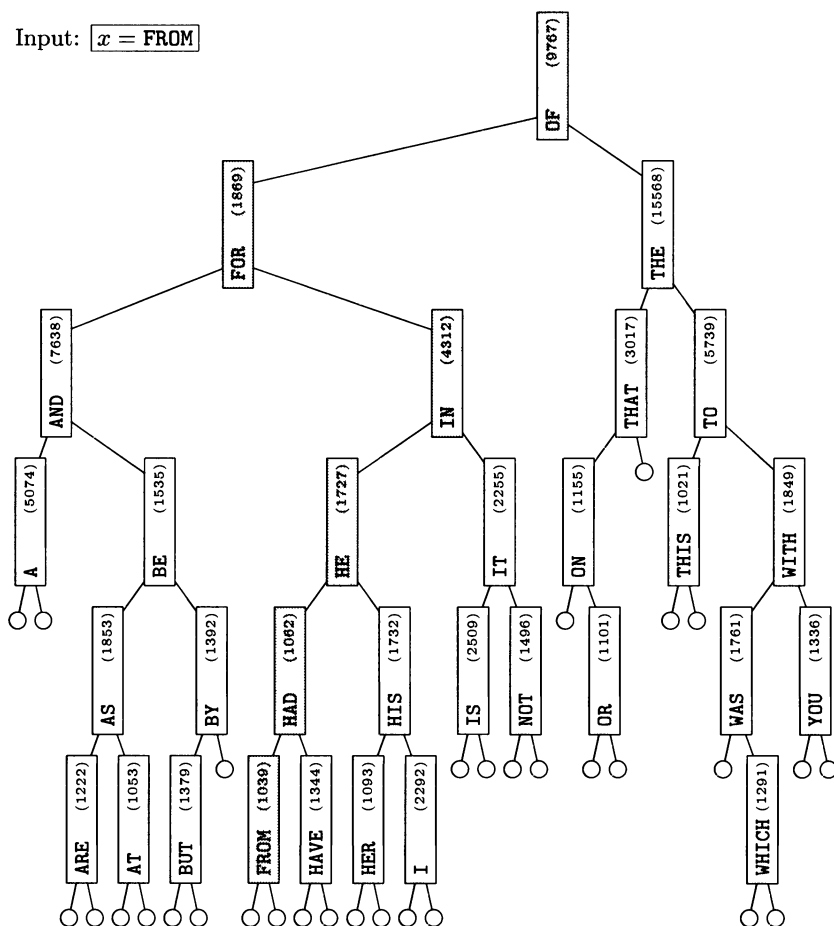 Input: x = FROM
OF (9767)
FOR (1869)
THE (15568)
AND (7638)
IN (4312)
THAT (3017)
TO (5739)
A (5074)
BE (1535)
HE (1727)
IT (2255)
ON (1155)
THIS (1021)
WITH (1849)
AS (1853)
BY (1392)
HAD (1062)
HIS (1732)
IS (2509)
NOT (1496)
OR (1101)
WAS (1761)
YOU (1336)
ARE (1222)
AT (1053)
BUT (1379)
FROM (1039)
HAVE (1344)
HER (1093)
I (2292)
WHICH (1291)